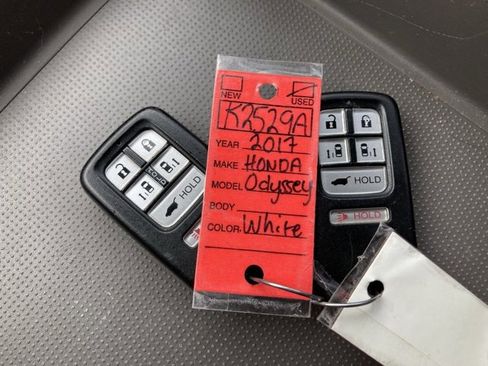 NEW USED
K2529A
YEAR 2017
MAKE HONDA
MODEL Odyssey
BODY
COLOR White
HOLD
HOLD
HOLD